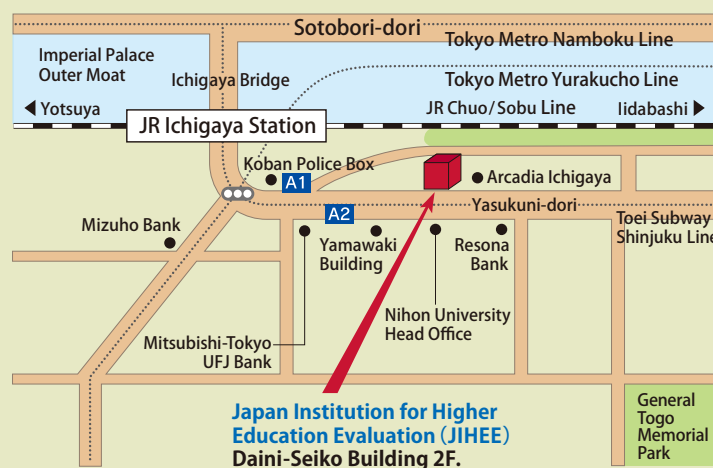 Sotobori-dori
Tokyo Metro Namboku Line
Imperial Palace
Outer Moat
Ichigaya Bridge
Tokyo Metro Yurakucho Line
Yotsuya
JR Chuo/Sobu Line
Iidabashi
JR Ichigaya Station
Koban Police Box
A1
Arcadia Ichigaya
A2
Yasukuni-dori
Toei Subway
Shinjuku Line
Mizuho Bank
Yamawaki
Building
Resona
Bank
Nihon University
Head Office
Mitsubishi-Tokyo
UFJ Bank
Japan Institution for Higher
Education Evaluation (JIHEE)
Daini-Seiko Building 2F.
General
Togo
Memorial
Park